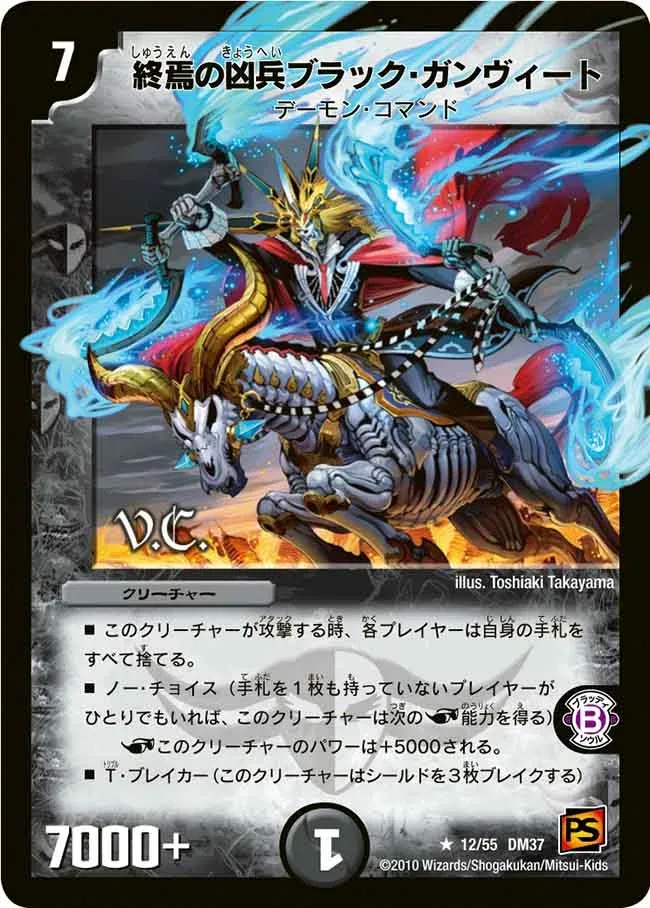 7
しゅうえん きょうへい
終焉の凶兵ブラック・ガンヴィート
デーモン・コマンド
V.C.
illus. Toshiaki Takayama
クリーチャー
■ このクリーチャーが攻撃する時、各プレイヤーは自身の手札を
すべて捨てる。
■ ノー・チョイス（手札を１枚も持っていないプレイヤーが
ひとりでもいれば、このクリーチャーは次の能力を得る）
このクリーチャーのパワーは+5000される。
■ T・ブレイカー（このクリーチャーはシールドを３枚ブレイクする）
ブラッディ
B
ソウル
7000+
1
★ 12/55 DM37
PS
©2010 Wizards/Shogakukan/Mitsui-Kids